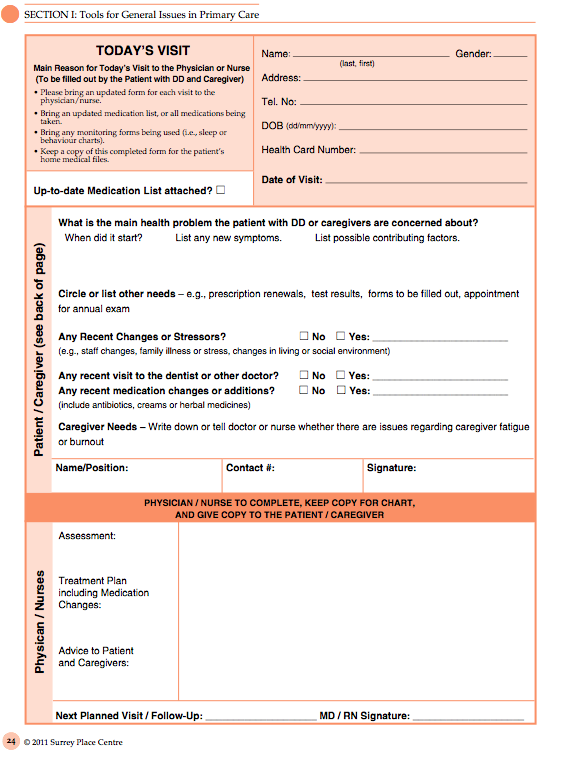 SECTION I: Tools for General Issues in Primary Care
TODAY'S VISIT
Main Reason for Today's Visit to the Physician or Nurse
(To be filled out by the Patient with DD and Caregiver)
• Please bring an updated form for each visit to the
physician/nurse.
• Bring an updated medication list, or all medications being
taken.
• Bring any monitoring forms being used (i.e., sleep or
behaviour charts).
• Keep a copy of this completed form for the patient's
home medical files.
Up-to-date Medication List attached? ☐
Name: ____________ Gender: ______
(last, first)
Address: ____________
Tel. No: ____________
DOB (dd/mm/yyyy): ____________
Health Card Number: ____________
Date of Visit: ____________
Patient / Caregiver (see back of page)
What is the main health problem the patient with DD or caregivers are concerned about?
When did it start? List any new symptoms. List possible contributing factors.
Circle or list other needs – e.g., prescription renewals, test results, forms to be filled out, appointment
for annual exam
Any Recent Changes or Stressors? ☐ No ☐ Yes: ____________
(e.g., staff changes, family illness or stress, changes in living or social environment)
Any recent visit to the dentist or other doctor? ☐ No ☐ Yes: ____________
Any recent medication changes or additions? ☐ No ☐ Yes: ____________
(include antibiotics, creams or herbal medicines)
Caregiver Needs – Write down or tell doctor or nurse whether there are issues regarding caregiver fatigue
or burnout
Name/Position: Contact #: Signature:
PHYSICIAN / NURSE TO COMPLETE, KEEP COPY FOR CHART,
AND GIVE COPY TO THE PATIENT / CAREGIVER
Physican / Nurses
Assessment:
Treatment Plan
including Medication
Changes:
Advice to Patient
and Caregivers:
Next Planned Visit / Follow-Up: ____________ MD / RN Signature: ____________
24 © 2011 Surrey Place Centre